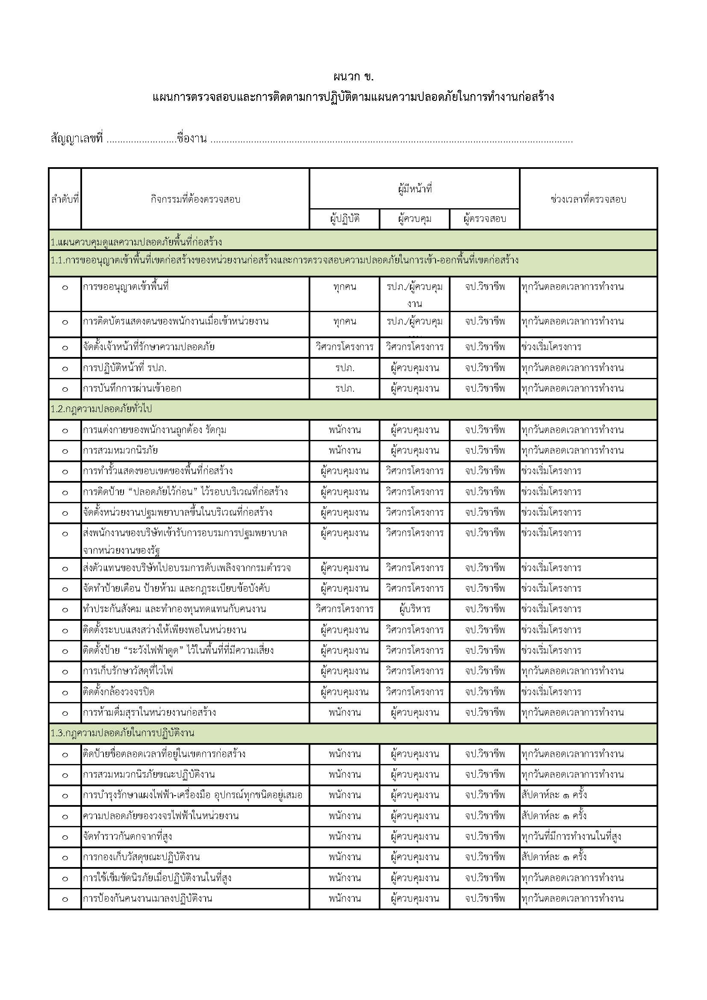 ผนวก ข.
แผนการตรวจสอบและการติดตามการปฏิบัติตามแผนความปลอดภัยในการทำงานก่อสร้าง
สัญญาเลขที่ ..........................ชื่องาน ......................................................................................................................................
ลำดับที่ กิจกรรมที่ต้องตรวจสอบ ผู้มีหน้าที่ ช่วงเวลาที่ตรวจสอบ
ผู้ปฏิบัติ ผู้ควบคุม ผู้ตรวจสอบ
1.แผนควบคุมดูแลความปลอดภัยพื้นที่ก่อสร้าง
1.1.การขออนุญาตเข้าพื้นที่เขตก่อสร้างของหน่วยงานก่อสร้างและการตรวจสอบความปลอดภัยในการเข้า-ออกพื้นที่เขตก่อสร้าง
○ การขออนุญาตเข้าพื้นที่ ทุกคน รปภ./ผู้ควบคุม จป.วิชาชีพ ทุกวันตลอดเวลาการทำงาน
งาน
○ การติดบัตรแสดงตนของพนักงานเมื่อเข้าหน่วยงาน ทุกคน รปภ./ผู้ควบคุม จป.วิชาชีพ ทุกวันตลอดเวลาการทำงาน
○ จัดตั้งเจ้าหน้าที่รักษาความปลอดภัย วิศวกรโครงการ วิศวกรโครงการ จป.วิชาชีพ ช่วงเริ่มโครงการ
○ การปฏิบัติหน้าที่ รปภ. รปภ. ผู้ควบคุมงาน จป.วิชาชีพ ทุกวันตลอดเวลาการทำงาน
○ การบันทึกการผ่านเข้าออก รปภ. ผู้ควบคุมงาน จป.วิชาชีพ ทุกวันตลอดเวลาการทำงาน
1.2.กฎความปลอดภัยทั่วไป
○ การแต่งกายของพนักงานถูกต้อง รัดกุม พนักงาน ผู้ควบคุมงาน จป.วิชาชีพ ทุกวันตลอดเวลาการทำงาน
○ การสวมหมวกนิรภัย พนักงาน ผู้ควบคุมงาน จป.วิชาชีพ ทุกวันตลอดเวลาการทำงาน
○ การทำรั้วแสดงขอบเขตของพื้นที่ก่อสร้าง ผู้ควบคุมงาน วิศวกรโครงการ จป.วิชาชีพ ช่วงเริ่มโครงการ
○ การติดป้าย “ปลอดภัยไว้ก่อน” ไว้รอบบริเวณที่ก่อสร้าง ผู้ควบคุมงาน วิศวกรโครงการ จป.วิชาชีพ ช่วงเริ่มโครงการ
○ จัดตั้งหน่วยงานปฐมพยาบาลขึ้นในบริเวณที่ก่อสร้าง ผู้ควบคุมงาน วิศวกรโครงการ จป.วิชาชีพ ช่วงเริ่มโครงการ
○ ส่งพนักงานของบริษัทเข้ารับการอบรมการปฐมพยาบาล ผู้ควบคุมงาน วิศวกรโครงการ จป.วิชาชีพ ช่วงเริ่มโครงการ
จากหน่วยงานของรัฐ
○ ส่งตัวแทนของบริษัทไปอบรมการดับเพลิงจากกรมตำรวจ ผู้ควบคุมงาน วิศวกรโครงการ จป.วิชาชีพ ช่วงเริ่มโครงการ
○ จัดทำป้ายเตือน ป้ายห้าม และกฎระเบียบข้อบังคับ ผู้ควบคุมงาน วิศวกรโครงการ จป.วิชาชีพ ช่วงเริ่มโครงการ
○ ทำประกันสังคม และทำกองทุนทดแทนกับคนงาน วิศวกรโครงการ ผู้บริหาร จป.วิชาชีพ ช่วงเริ่มโครงการ
○ ติดตั้งระบบแสงสว่างให้เพียงพอในหน่วยงาน ผู้ควบคุมงาน วิศวกรโครงการ จป.วิชาชีพ ช่วงเริ่มโครงการ
○ ติดตั้งป้าย “ระวังไฟฟ้าดูด” ไว้ในพื้นที่ที่มีความเสี่ยง ผู้ควบคุมงาน วิศวกรโครงการ จป.วิชาชีพ ช่วงเริ่มโครงการ
○ การเก็บรักษาวัสดุที่ไวไฟ ผู้ควบคุมงาน วิศวกรโครงการ จป.วิชาชีพ ทุกวันตลอดเวลาการทำงาน
○ ติดตั้งกล้องวงจรปิด ผู้ควบคุมงาน วิศวกรโครงการ จป.วิชาชีพ ช่วงเริ่มโครงการ
○ การห้ามดื่มสุราในหน่วยงานก่อสร้าง พนักงาน ผู้ควบคุมงาน จป.วิชาชีพ ทุกวันตลอดเวลาการทำงาน
1.3.กฎความปลอดภัยในการปฏิบัติงาน
○ ติดป้ายชื่อตลอดเวลาที่อยู่ในเขตการก่อสร้าง พนักงาน ผู้ควบคุมงาน จป.วิชาชีพ ทุกวันตลอดเวลาการทำงาน
○ การสวมหมวกนิรภัยขณะปฏิบัติงาน พนักงาน ผู้ควบคุมงาน จป.วิชาชีพ ทุกวันตลอดเวลาการทำงาน
○ การบำรุงรักษาแผงไฟฟ้า-เครื่องมือ อุปกรณ์ทุกชนิดอยู่เสมอ พนักงาน ผู้ควบคุมงาน จป.วิชาชีพ สัปดาห์ละ ๑ ครั้ง
○ ความปลอดภัยของวงจรไฟฟ้าในหน่วยงาน พนักงาน ผู้ควบคุมงาน จป.วิชาชีพ สัปดาห์ละ ๑ ครั้ง
○ จัดทำราวกันตกจากที่สูง พนักงาน ผู้ควบคุมงาน จป.วิชาชีพ ทุกวันที่มีการทำงานในที่สูง
○ การกองเก็บวัสดุขณะปฏิบัติงาน พนักงาน ผู้ควบคุมงาน จป.วิชาชีพ สัปดาห์ละ ๑ ครั้ง
○ การใช้เข็มขัดนิรภัยเมื่อปฏิบัติงานในที่สูง พนักงาน ผู้ควบคุมงาน จป.วิชาชีพ ทุกวันตลอดเวลาการทำงาน
○ การป้องกันคนงานเมาลงปฏิบัติงาน พนักงาน ผู้ควบคุมงาน จป.วิชาชีพ ทุกวันตลอดเวลาการทำงาน